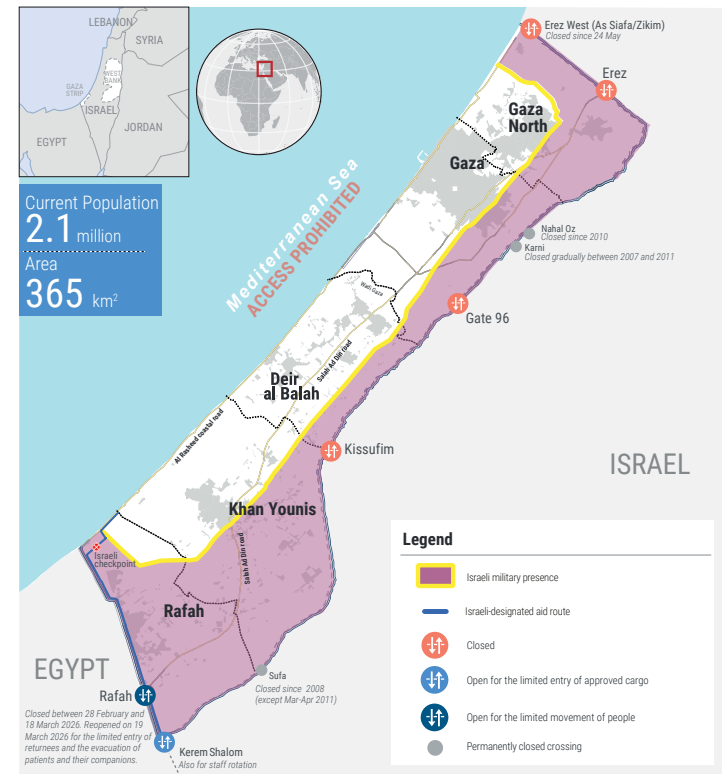 LEBANON
SYRIA
WEST
BANK
GAZA
STRIP
ISRAEL
JORDAN
EGYPT
Current Population
2.1 million
Area
365 km²
Mediterranean Sea
ACCESS PROHIBITED
Erez West (As Siafa/Zikim)
Closed since 24 May
Erez
Gaza
North
Gaza
Nahal Oz
Closed since 2010
Karni
Closed gradually between 2007 and 2011
Wadi Gaza
Gate 96
Salah Ad Din road
Deir
al Balah
Al Rasheed coastal road
Kissufim
ISRAEL
Khan Younis
Israeli
checkpoint
Salah Ad Din road
Rafah
EGYPT
Sufa
Closed since 2008
(except Mar-Apr 2011)
Rafah
Closed between 28 February and
18 March 2026. Reopened on 19
March 2026 for the limited entry of
returnees and the evacuation of
patients and their companions.
Kerem Shalom
Also for staff rotation
Legend
Israeli military presence
Israeli-designated aid route
Closed
Open for the limited entry of approved cargo
Open for the limited movement of people
Permanently closed crossing